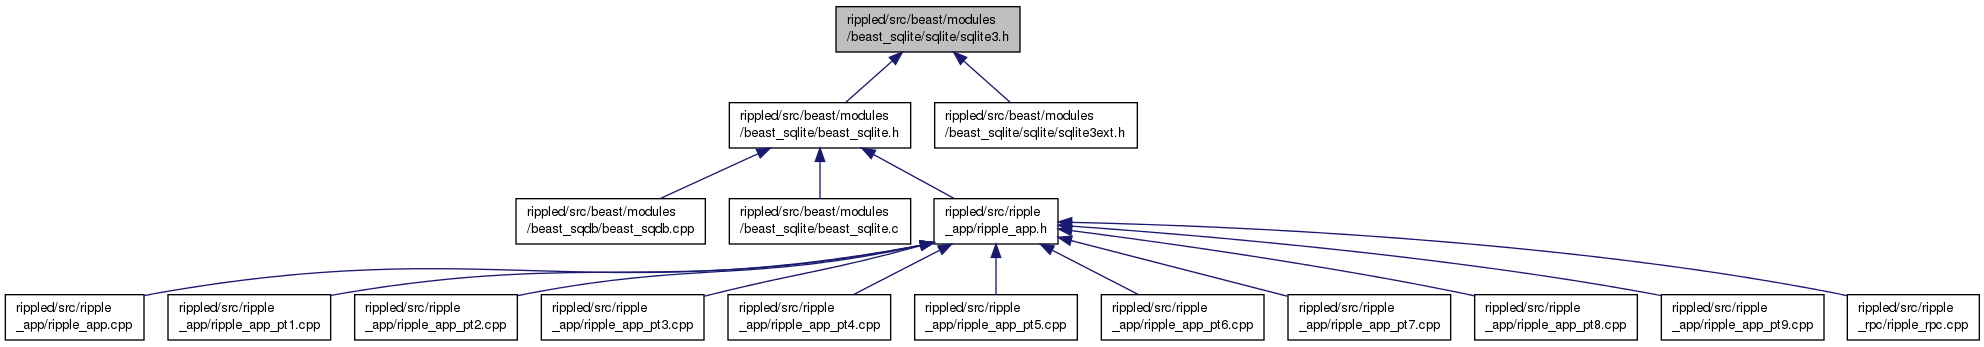 rippled/src/beast/modules
/beast_sqlite/sqlite/sqlite3.h
rippled/src/beast/modules
/beast_sqlite/beast_sqlite.h
rippled/src/beast/modules
/beast_sqlite/sqlite/sqlite3ext.h
rippled/src/beast/modules
/beast_sqdb/beast_sqdb.cpp
rippled/src/beast/modules
/beast_sqlite/beast_sqlite.c
rippled/src/ripple
_app/ripple_app.h
rippled/src/ripple
_app/ripple_app.cpp
rippled/src/ripple
_app/ripple_app_pt1.cpp
rippled/src/ripple
_app/ripple_app_pt2.cpp
rippled/src/ripple
_app/ripple_app_pt3.cpp
rippled/src/ripple
_app/ripple_app_pt4.cpp
rippled/src/ripple
_app/ripple_app_pt5.cpp
rippled/src/ripple
_app/ripple_app_pt6.cpp
rippled/src/ripple
_app/ripple_app_pt7.cpp
rippled/src/ripple
_app/ripple_app_pt8.cpp
rippled/src/ripple
_app/ripple_app_pt9.cpp
rippled/src/ripple
_rpc/ripple_rpc.cpp